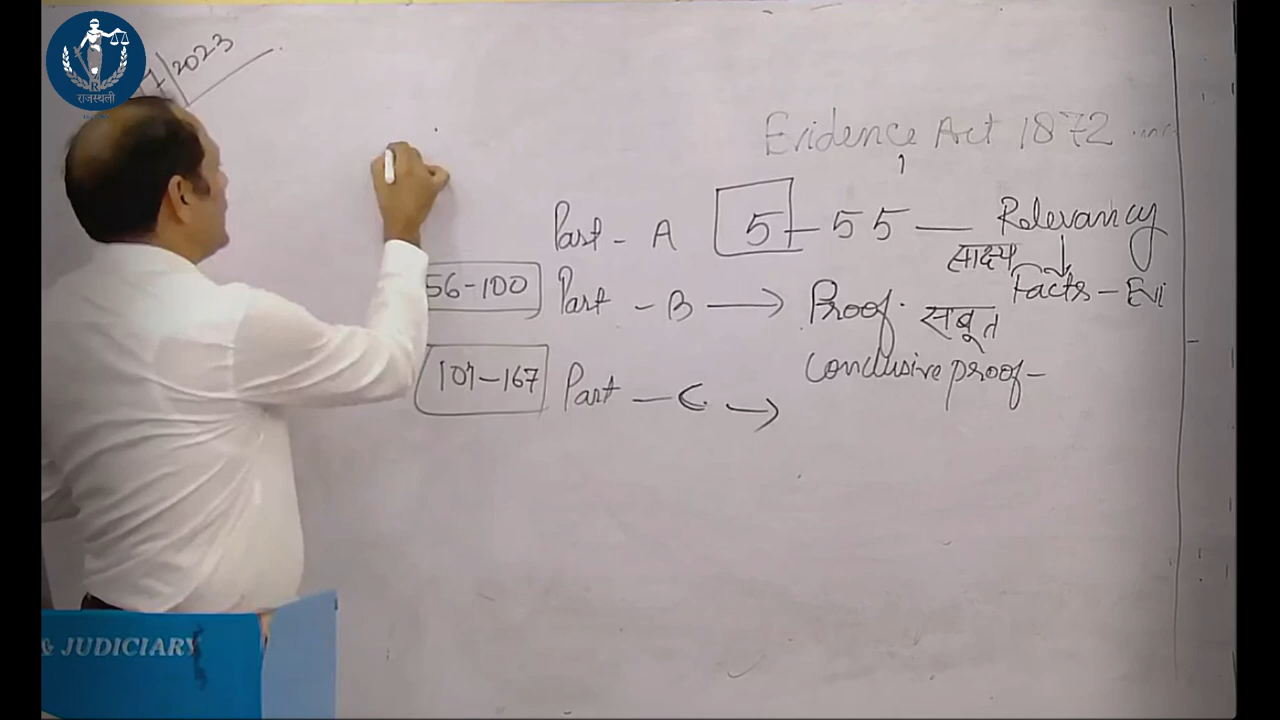 राजस्थली
7/2023
Evidence Act 1872
Part - A 5 - 55 — Relevancy
साक्ष्य
Facts - Evi
56-100 Part - B → Proof. सबूत
Conclusive proof -
101-167 Part - C. →
& JUDICIARY